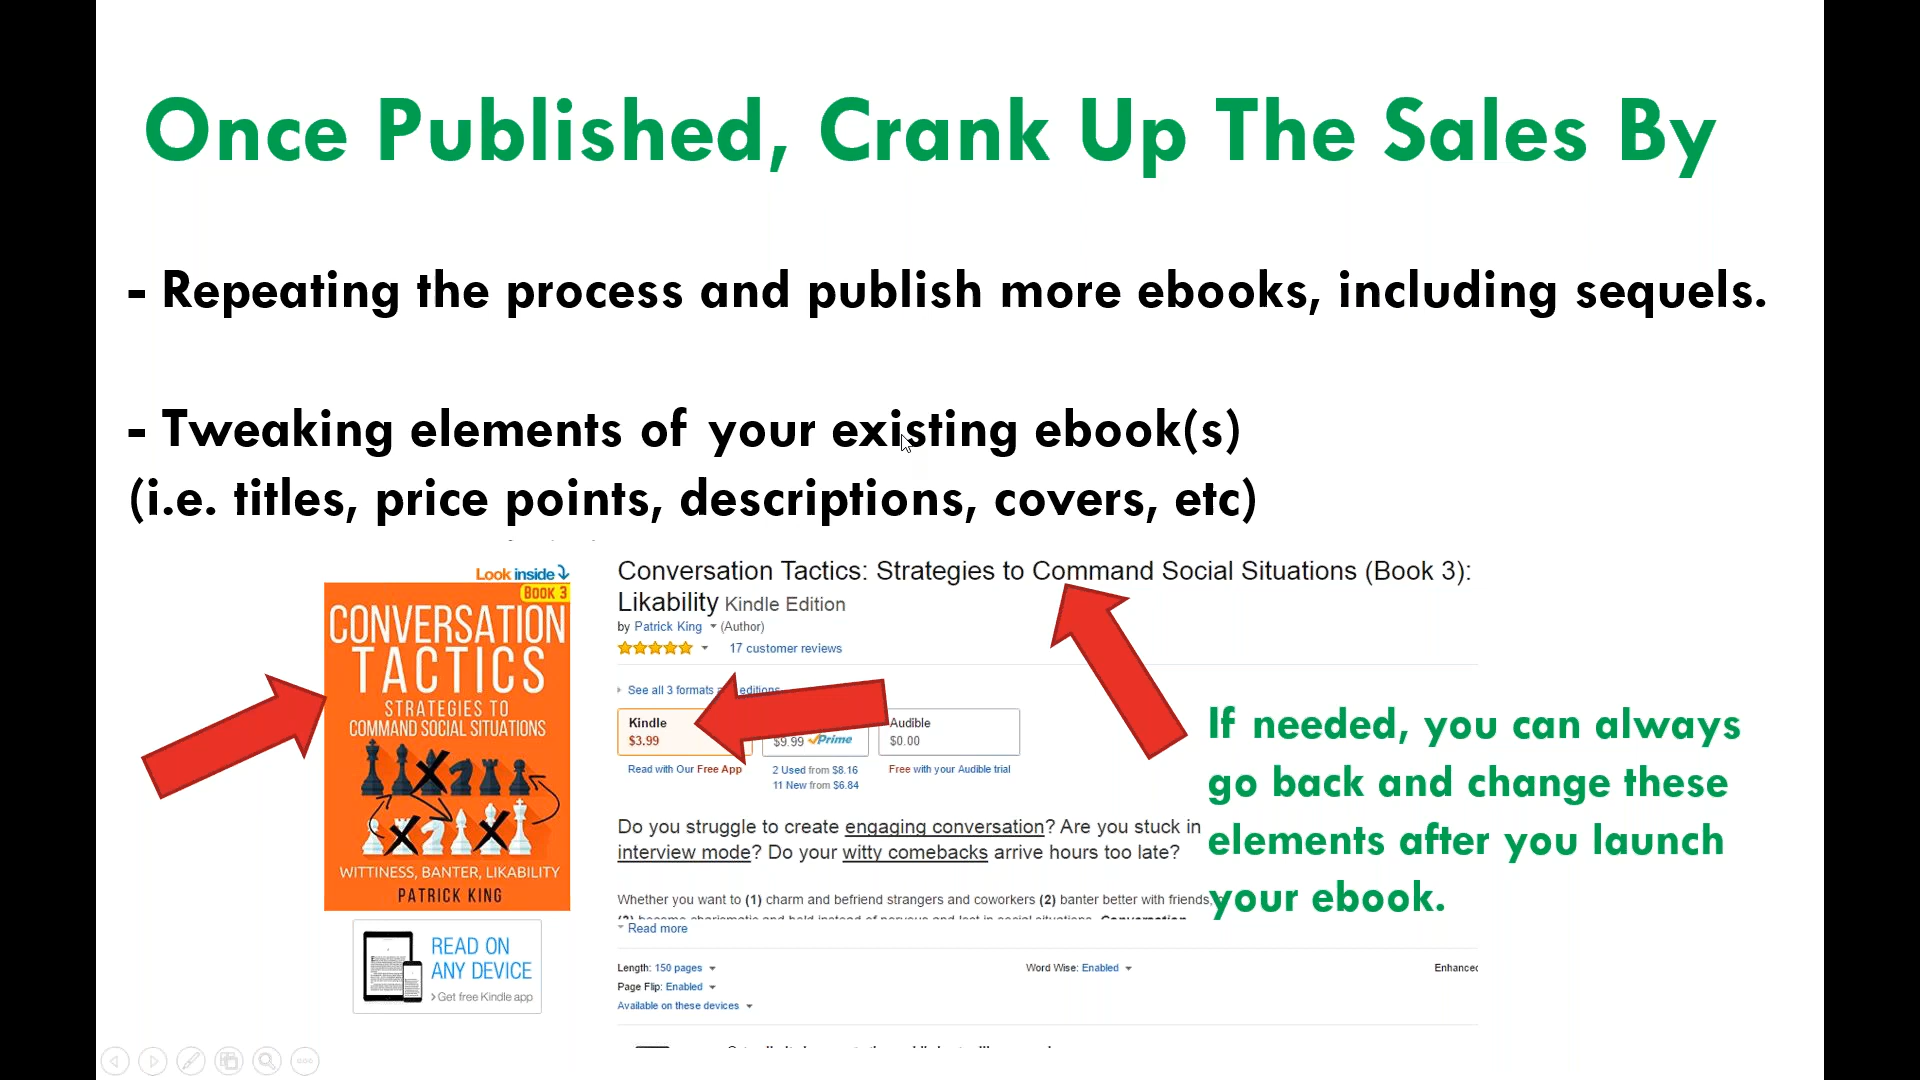 Once Published, Crank Up The Sales By
- Repeating the process and publish more ebooks, including sequels.
- Tweaking elements of your existing ebook(s)
(i.e. titles, price points, descriptions, covers, etc)
Look inside
BOOK 3
CONVERSATION
TACTICS
STRATEGIES TO
COMMAND SOCIAL SITUATIONS
WITTINESS, BANTER, LIKABILITY
PATRICK KING
READ ON
ANY DEVICE
Get free Kindle app
Conversation Tactics: Strategies to Command Social Situations (Book 3):
Likability Kindle Edition
by Patrick King (Author)
17 customer reviews
See all 3 formats editions
Kindle
$3.99
$9.99 Prime
Audible
$0.00
Read with Our Free App
2 Used from $8.16
11 New from $6.84
Free with your Audible trial
Do you struggle to create engaging conversation? Are you stuck in
interview mode? Do your witty comebacks arrive hours too late?
Whether you want to (1) charm and befriend strangers and coworkers (2) banter better with friends,
Read more
Length: 150 pages
Word Wise: Enabled
Enhanced
Page Flip: Enabled
Available on these devices
If needed, you can always
go back and change these
elements after you launch
your ebook.